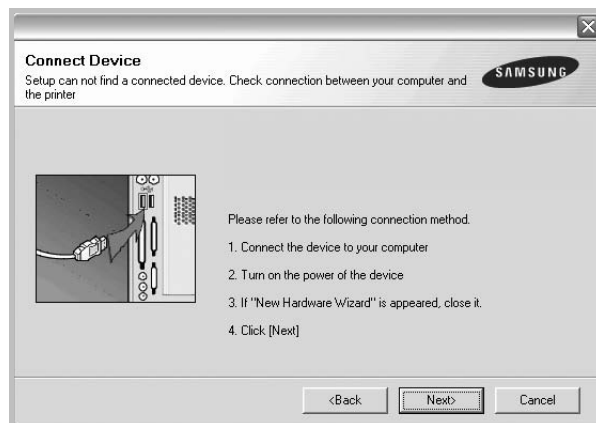 Connect Device
Setup can not find a connected device. Check connection between your computer and
the printer
SAMSUNG
Please refer to the following connection method.
1. Connect the device to your computer
2. Turn on the power of the device
3. If "New Hardware Wizard" is appeared, close it.
4. Click [Next]
<Back
Next>
Cancel